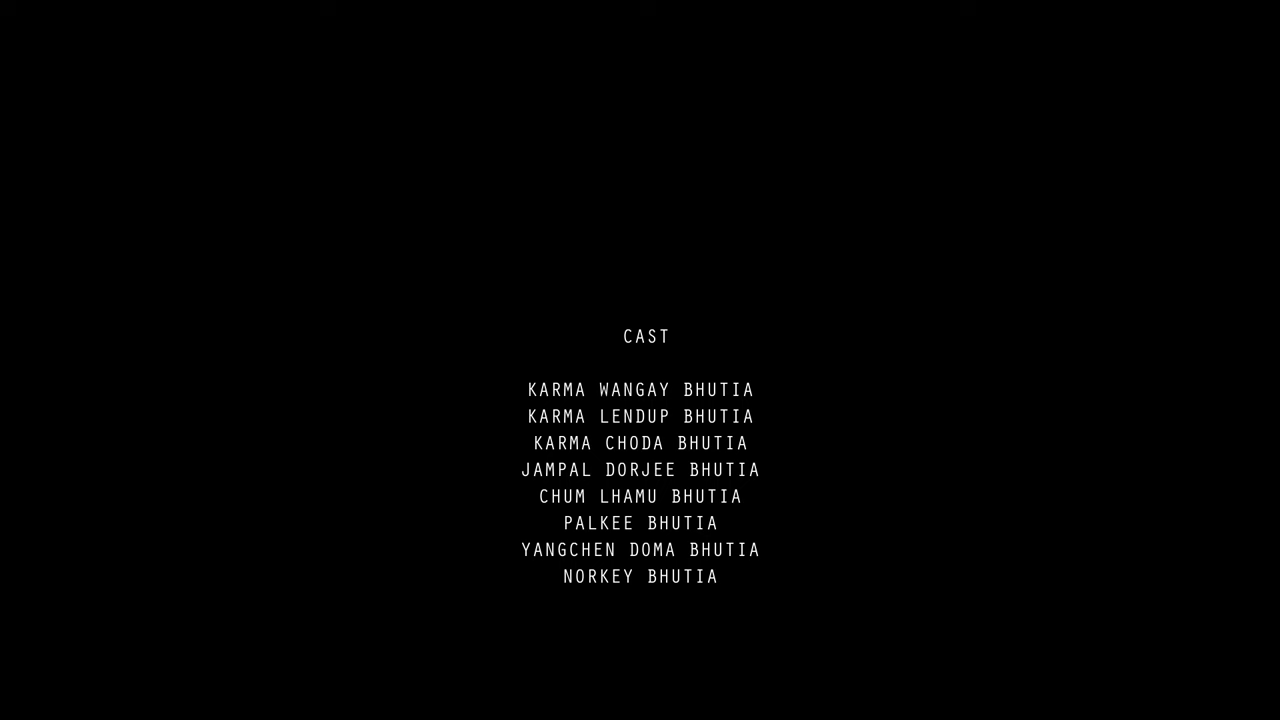 CAST
KARMA WANGAY BHUTIA
KARMA LENDUP BHUTIA
KARMA CHODA BHUTIA
JAMPAL DORJEE BHUTIA
CHUM LHAMU BHUTIA
PALKEE BHUTIA
YANGCHEN DOMA BHUTIA
NORKEY BHUTIA